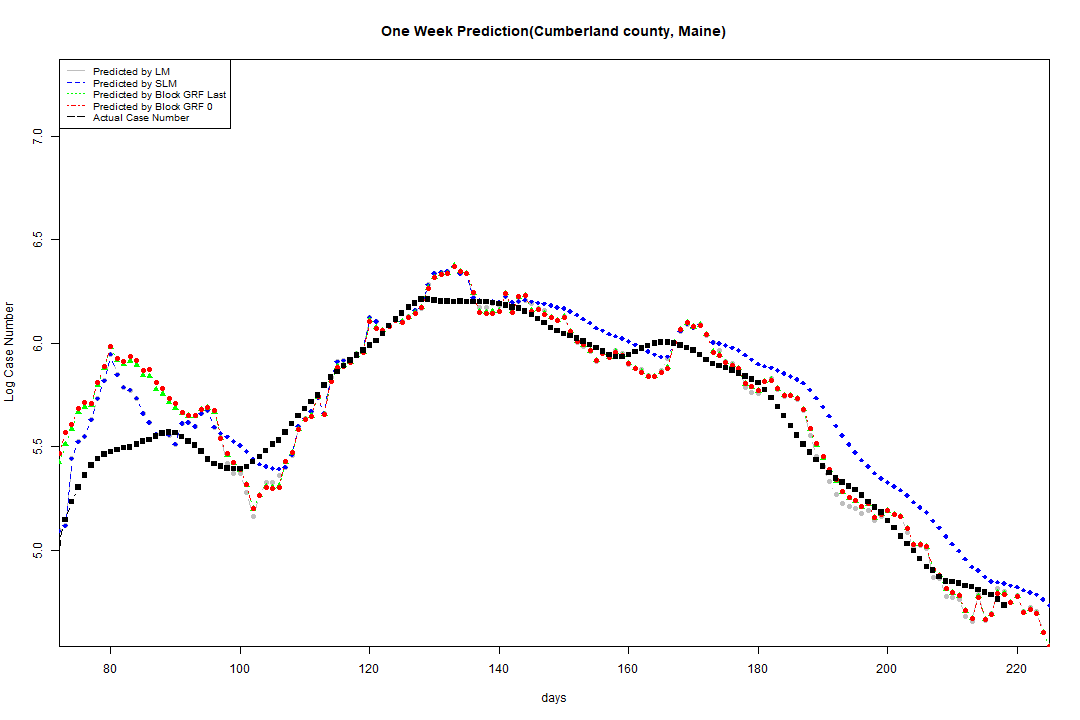 One Week Prediction(Cumberland county, Maine)
Predicted by LM
Predicted by SLM
Predicted by Block GRF Last
Predicted by Block GRF 0
Actual Case Number
7.0
6.5
6.0
5.5
5.0
Log Case Number
80 100 120 140 160 180 200 220
days